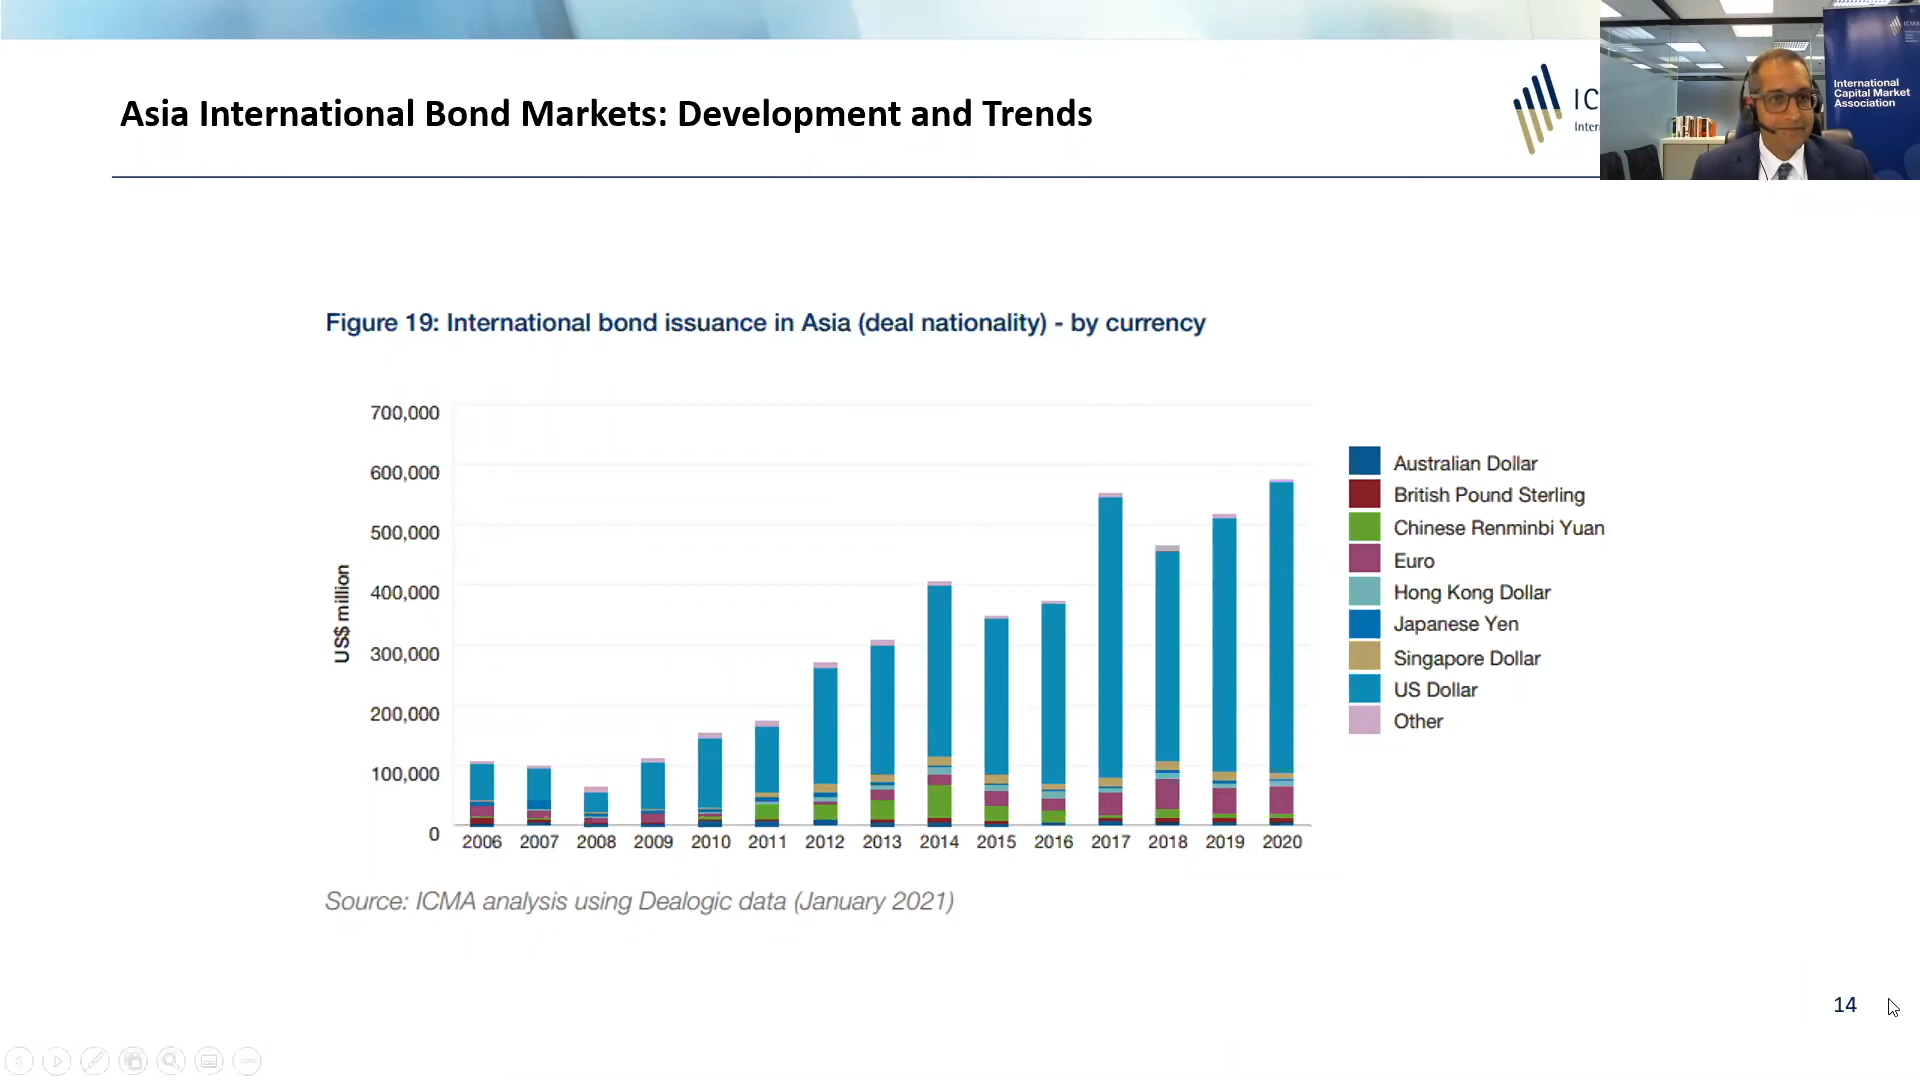 Asia International Bond Markets: Development and Trends
IC
Inter
ICMA
International
Capital Market
Association
Figure 19: International bond issuance in Asia (deal nationality) - by currency
US$ million
700,000
600,000
500,000
400,000
300,000
200,000
100,000
0
2006 2007 2008 2009 2010 2011 2012 2013 2014 2015 2016 2017 2018 2019 2020
Australian Dollar
British Pound Sterling
Chinese Renminbi Yuan
Euro
Hong Kong Dollar
Japanese Yen
Singapore Dollar
US Dollar
Other
Source: ICMA analysis using Dealogic data (January 2021)
14